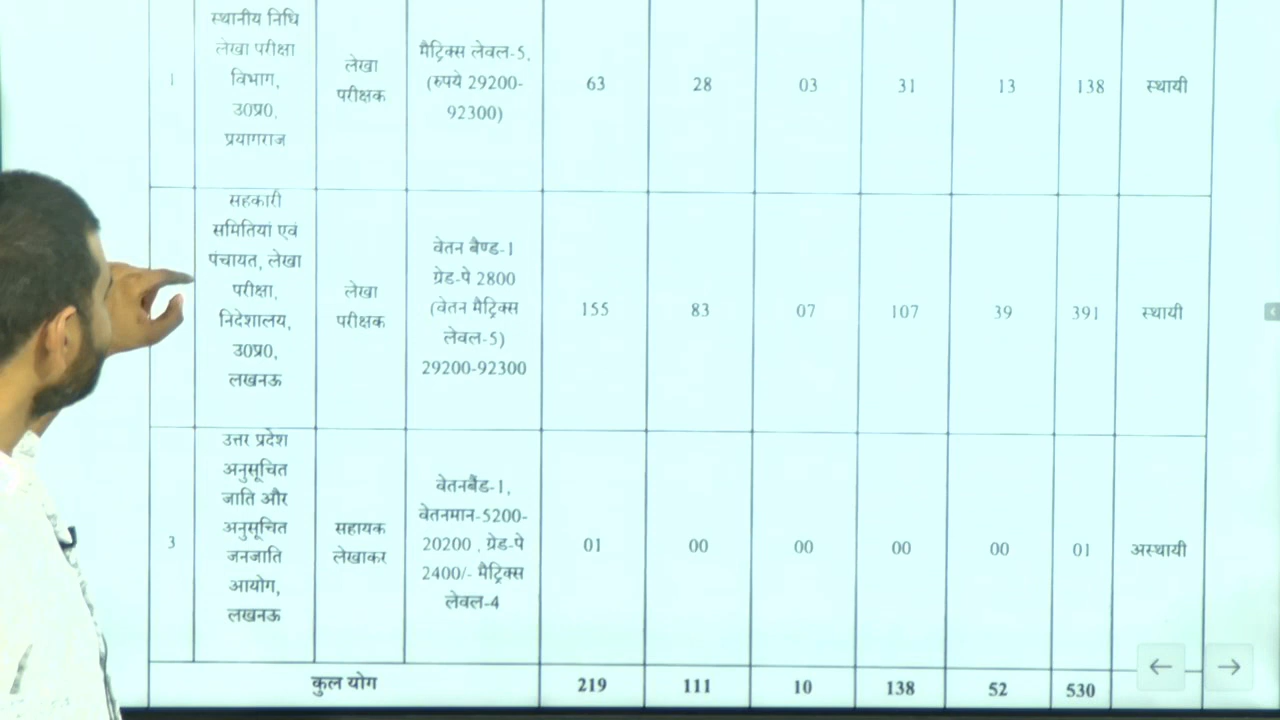 1
स्थानीय निधि
लेखा परीक्षा
विभाग,
उ0प्र0,
प्रयागराज
लेखा
परीक्षक
मैट्रिक्स लेवल-5,
(रुपये 29200-
92300)
63
28
03
31
13
138
स्थायी
सहकारी
समितियां एवं
पंचायत, लेखा
परीक्षा,
निदेशालय,
उ0प्र0,
लखनऊ
लेखा
परीक्षक
वेतन बैण्ड-1
ग्रेड-पे 2800
(वेतन मैट्रिक्स
लेवल-5)
29200-92300
155
83
07
107
39
391
स्थायी
3
उत्तर प्रदेश
अनुसूचित
जाति और
अनुसूचित
जनजाति
आयोग,
लखनऊ
सहायक
लेखाकर
वेतनबैंड-1,
वेतनमान-5200-
20200 , ग्रेड-पे
2400/- मैट्रिक्स
लेवल-4
01
00
00
00
00
01
अस्थायी
कुल योग
219
111
10
138
52
530